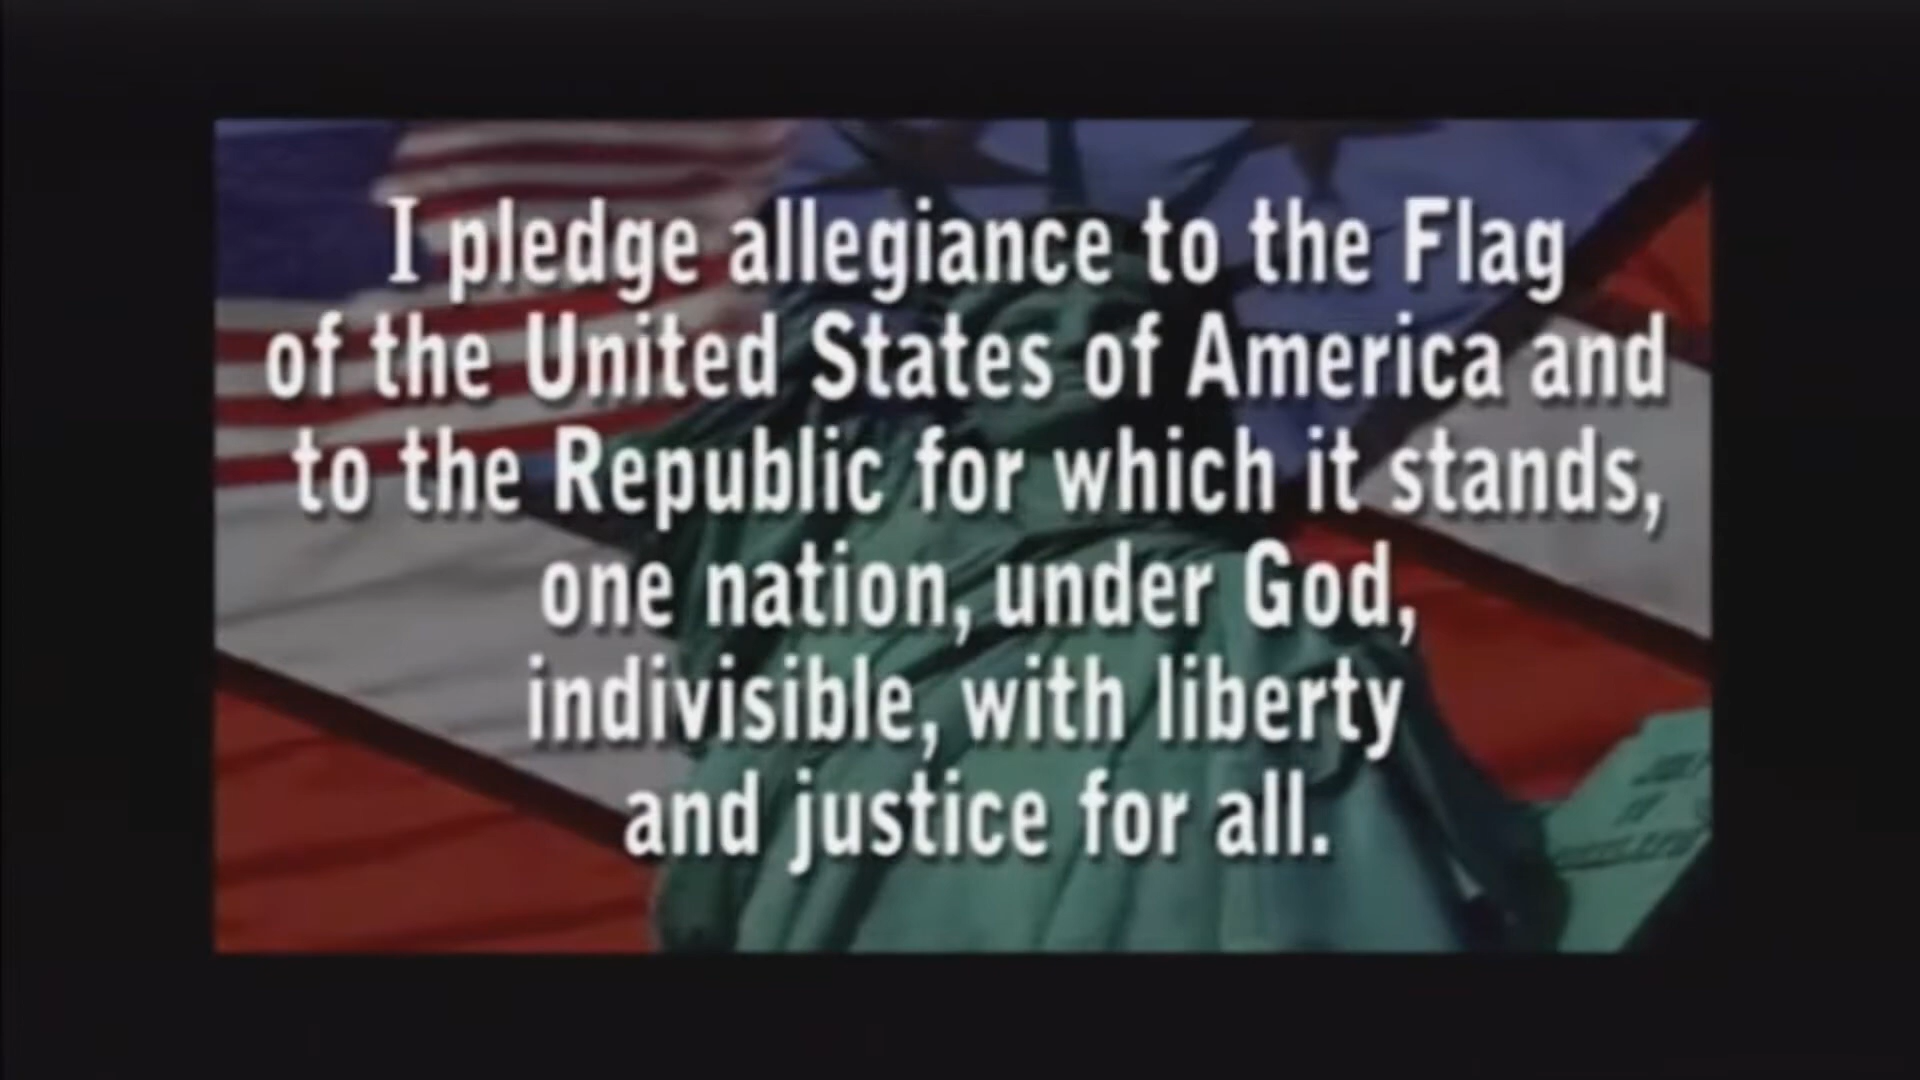 I pledge allegiance to the Flag
of the United States of America and
to the Republic for which it stands,
one nation, under God,
indivisible, with liberty
and justice for all.